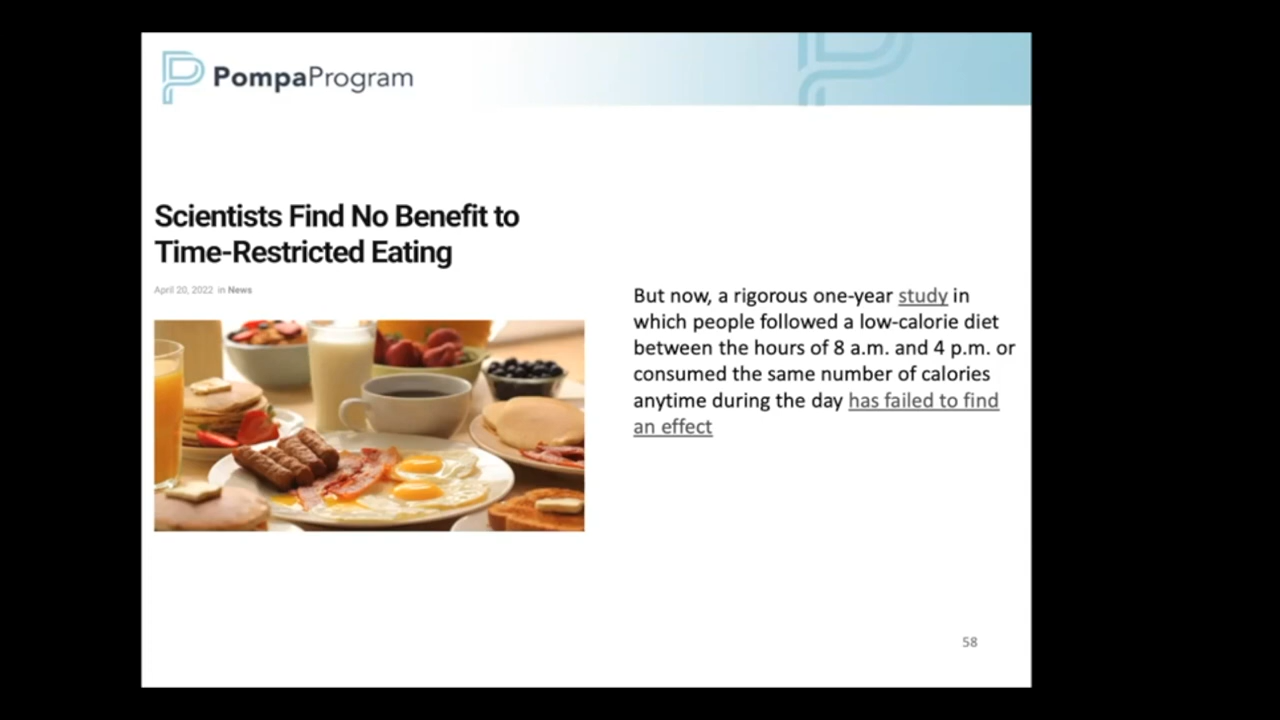 PompaProgram
Scientists Find No Benefit to
Time-Restricted Eating
April 20, 2022 in News
But now, a rigorous one-year study in
which people followed a low-calorie diet
between the hours of 8 a.m. and 4 p.m. or
consumed the same number of calories
anytime during the day has failed to find
an effect
58